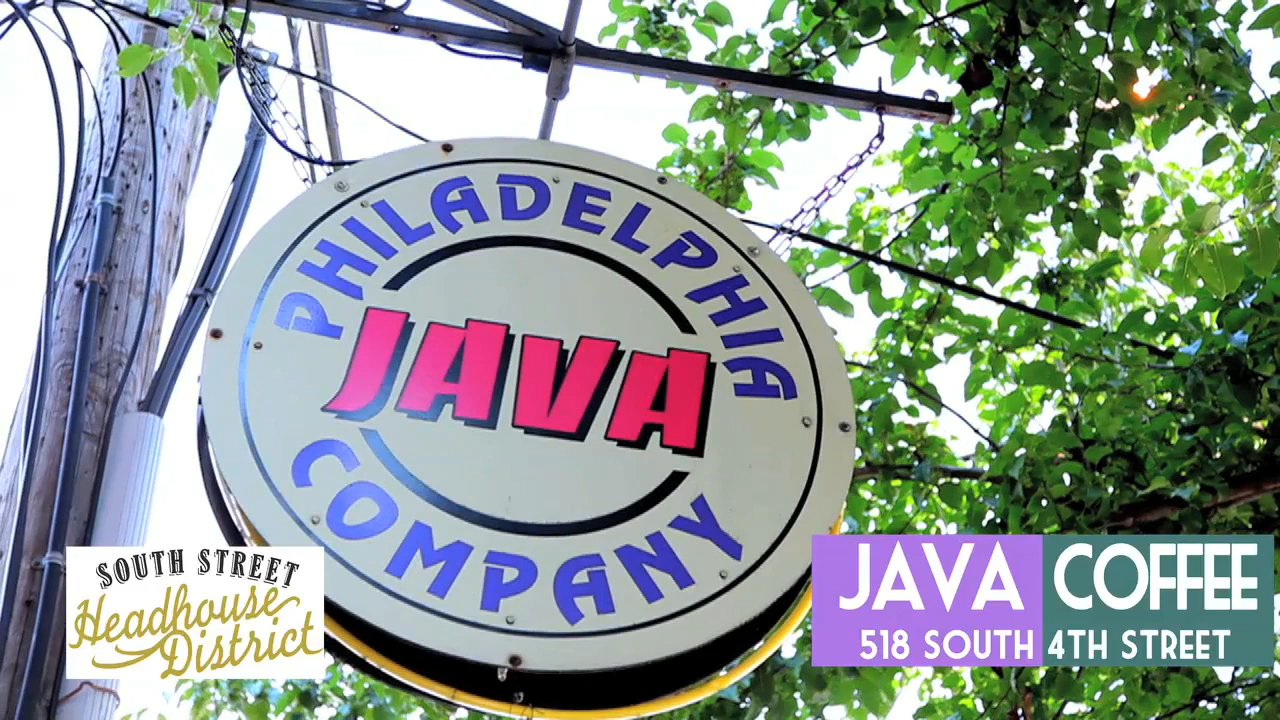 PHILADELPHIA
JAVA
COMPANY
SOUTH STREET
Headhouse
District
JAVA COFFEE
518 SOUTH 4TH STREET